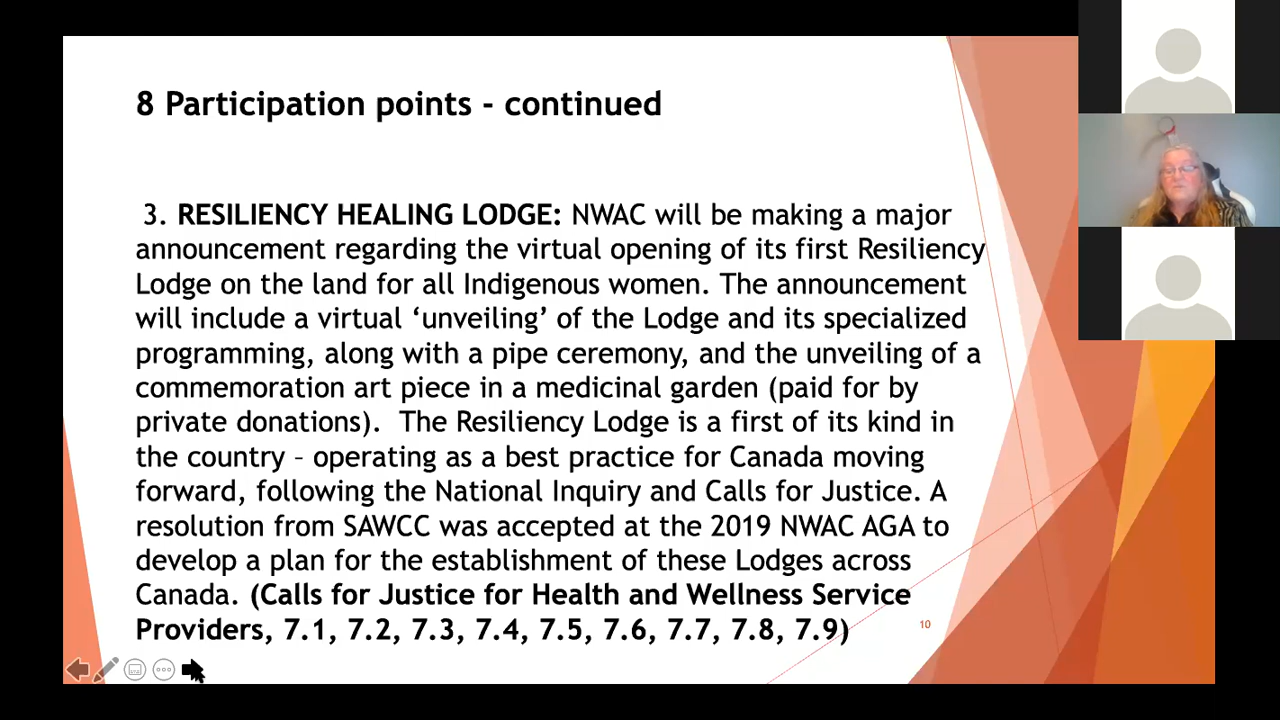 8 Participation points - continued
3. RESILIENCY HEALING LODGE: NWAC will be making a major
announcement regarding the virtual opening of its first Resiliency
Lodge on the land for all Indigenous women. The announcement
will include a virtual ‘unveiling’ of the Lodge and its specialized
programming, along with a pipe ceremony, and the unveiling of a
commemoration art piece in a medicinal garden (paid for by
private donations).  The Resiliency Lodge is a first of its kind in
the country – operating as a best practice for Canada moving
forward, following the National Inquiry and Calls for Justice. A
resolution from SAWCC was accepted at the 2019 NWAC AGA to
develop a plan for the establishment of these Lodges across
Canada. (Calls for Justice for Health and Wellness Service
Providers, 7.1, 7.2, 7.3, 7.4, 7.5, 7.6, 7.7, 7.8, 7.9)
10